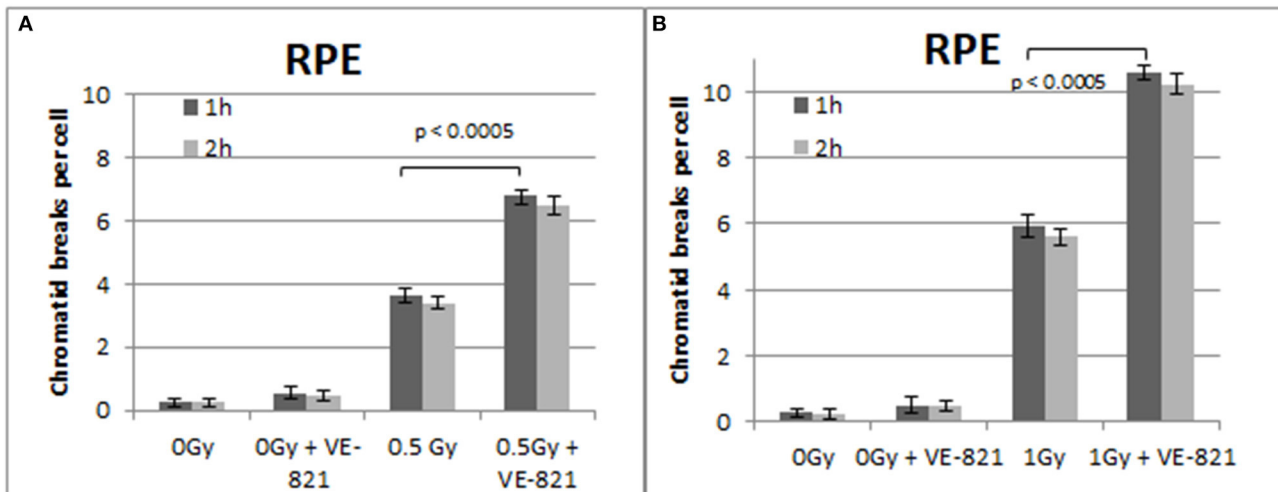 A
RPE
Chromatid breaks per cell
10
8
6
4
2
0
1h
2h
p < 0.0005
0Gy
0Gy + VE-
821
0.5 Gy
0.5Gy +
VE-821
B
RPE
Chromatid breaks per cell
10
8
6
4
2
0
1h
2h
p < 0.0005
0Gy
0Gy + VE-821
1Gy
1Gy + VE-821